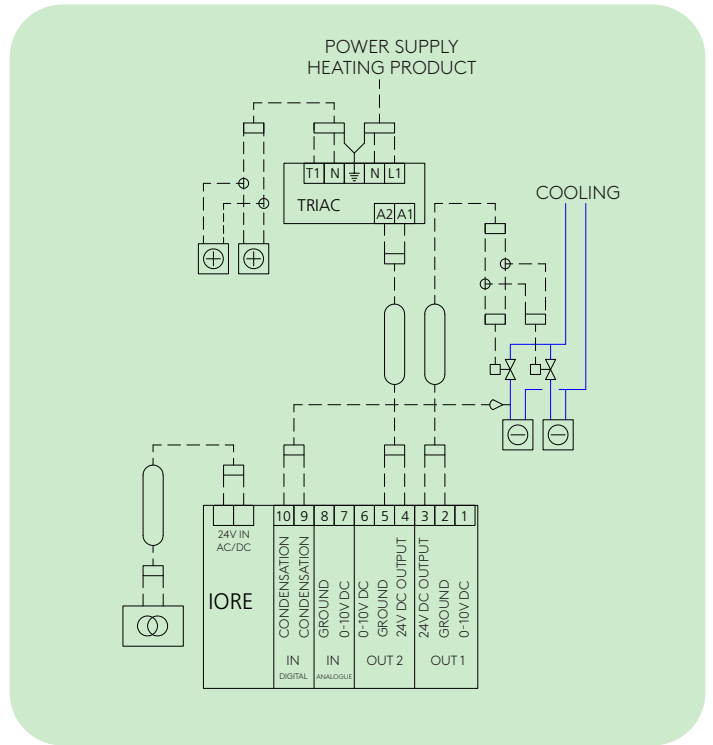 POWER SUPPLY
HEATING PRODUCT
T1 N N L1
TRIAC
A2 A1
COOLING
10 9 8 7 6 5 4 3 2 1
24V IN
AC/DC
IORE
CONDENSATION
CONDENSATION
GROUND
0-10V DC
0-10V DC
GROUND
24V DC OUTPUT
24V DC OUTPUT
GROUND
0-10V DC
IN IN OUT 2 OUT 1
DIGITAL ANALOGUE